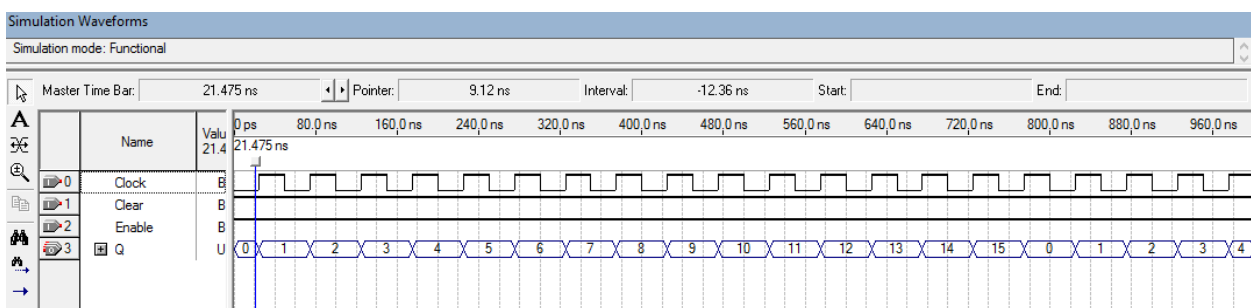 Simulation Waveforms
Simulation mode: Functional
Master Time Bar: 21.475 ns Pointer: 9.12 ns Interval: -12.36 ns Start: End:
A
Name Valu 21.4
0 ps 80.0 ns 160.0 ns 240.0 ns 320.0 ns 400.0 ns 480.0 ns 560.0 ns 640.0 ns 720.0 ns 800.0 ns 880.0 ns 960.0 ns
21.475 ns
0 Clock B
1 Clear B
2 Enable B
3 Q U 0 1 2 3 4 5 6 7 8 9 10 11 12 13 14 15 0 1 2 3 4